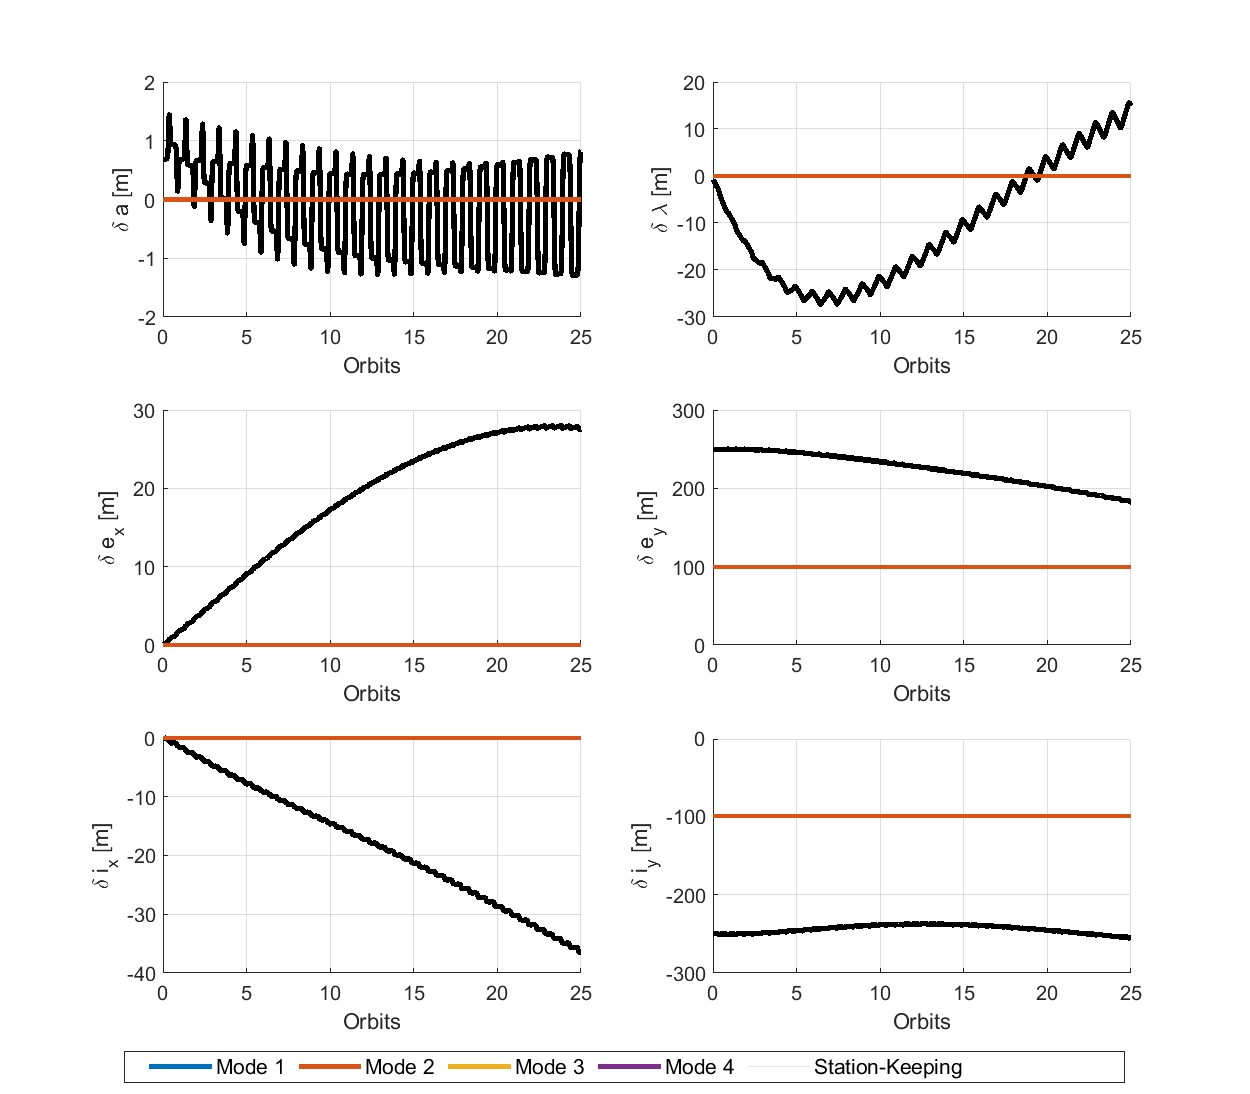 2
1
0
-1
-2
δ a [m]
0 5 10 15 20 25
Orbits
20
10
0
-10
-20
-30
δ λ [m]
0 5 10 15 20 25
Orbits
30
20
10
0
δ e_x [m]
0 5 10 15 20 25
Orbits
300
200
100
0
δ e_y [m]
0 5 10 15 20 25
Orbits
0
-10
-20
-30
-40
δ i_x [m]
0 5 10 15 20 25
Orbits
0
-100
-200
-300
δ i_y [m]
0 5 10 15 20 25
Orbits
Mode 1 Mode 2 Mode 3 Mode 4 Station-Keeping